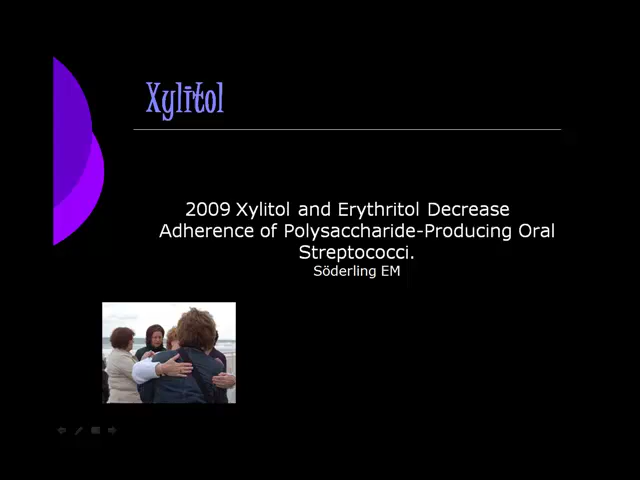 Xylitol
2009 Xylitol and Erythritol Decrease
Adherence of Polysaccharide-Producing Oral
Streptococci.
Söderling EM